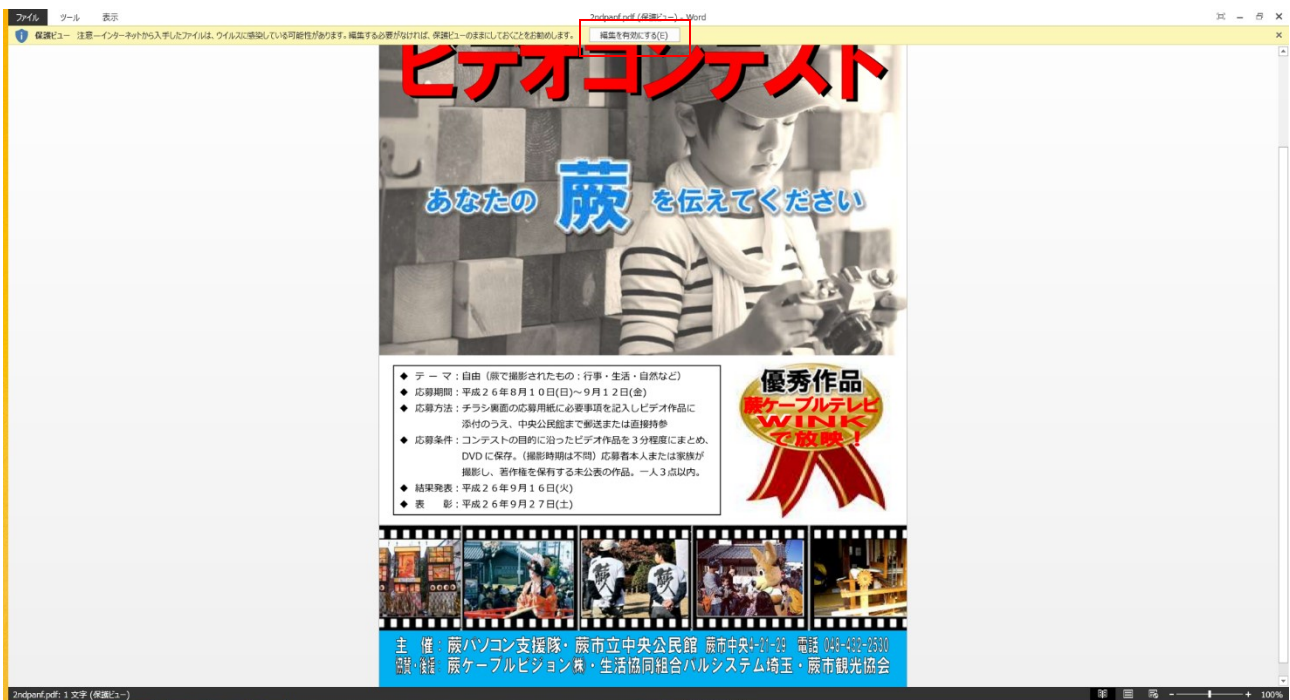 ファイル ツール 表示 2ndpanf.pdf (保護ビュー) - Word
保護ビュー 注意—インターネットから入手したファイルは、ウイルスに感染している可能性があります。編集する必要がなければ、保護ビューのままにしておくことをお勧めします。 編集を有効にする(E)
ビデオコンテスト
あなたの 蕨 を伝えてください
◆ テ ー マ：自由（蕨で撮影されたもの：行事・生活・自然など）
◆ 応募期間：平成２６年８月１０日(日)～９月１２日(金)
◆ 応募方法：チラシ裏面の応募用紙に必要事項を記入しビデオ作品に
添付のうえ、中央公民館まで郵送または直接持参
◆ 応募条件：コンテストの目的に沿ったビデオ作品を３分程度にまとめ、
DVD に保存。（撮影時期は不問）応募者本人または家族が
撮影し、著作権を保有する未公表の作品。一人３点以内。
◆ 結果発表：平成２６年９月１６日(火)
◆ 表 彰：平成２６年９月２７日(土)
優秀作品
蕨ケーブルテレビ
WINK
で放映！
蕨
蕨
主 催：蕨パソコン支援隊・蕨市立中央公民館 蕨市中央4-21-29 電話 048-432-2530
協賛・後援：蕨ケーブルビジョン㈱・生活協同組合パルシステム埼玉・蕨市観光協会
2ndpanf.pdf: 1 文字 (保護ビュー) 100%